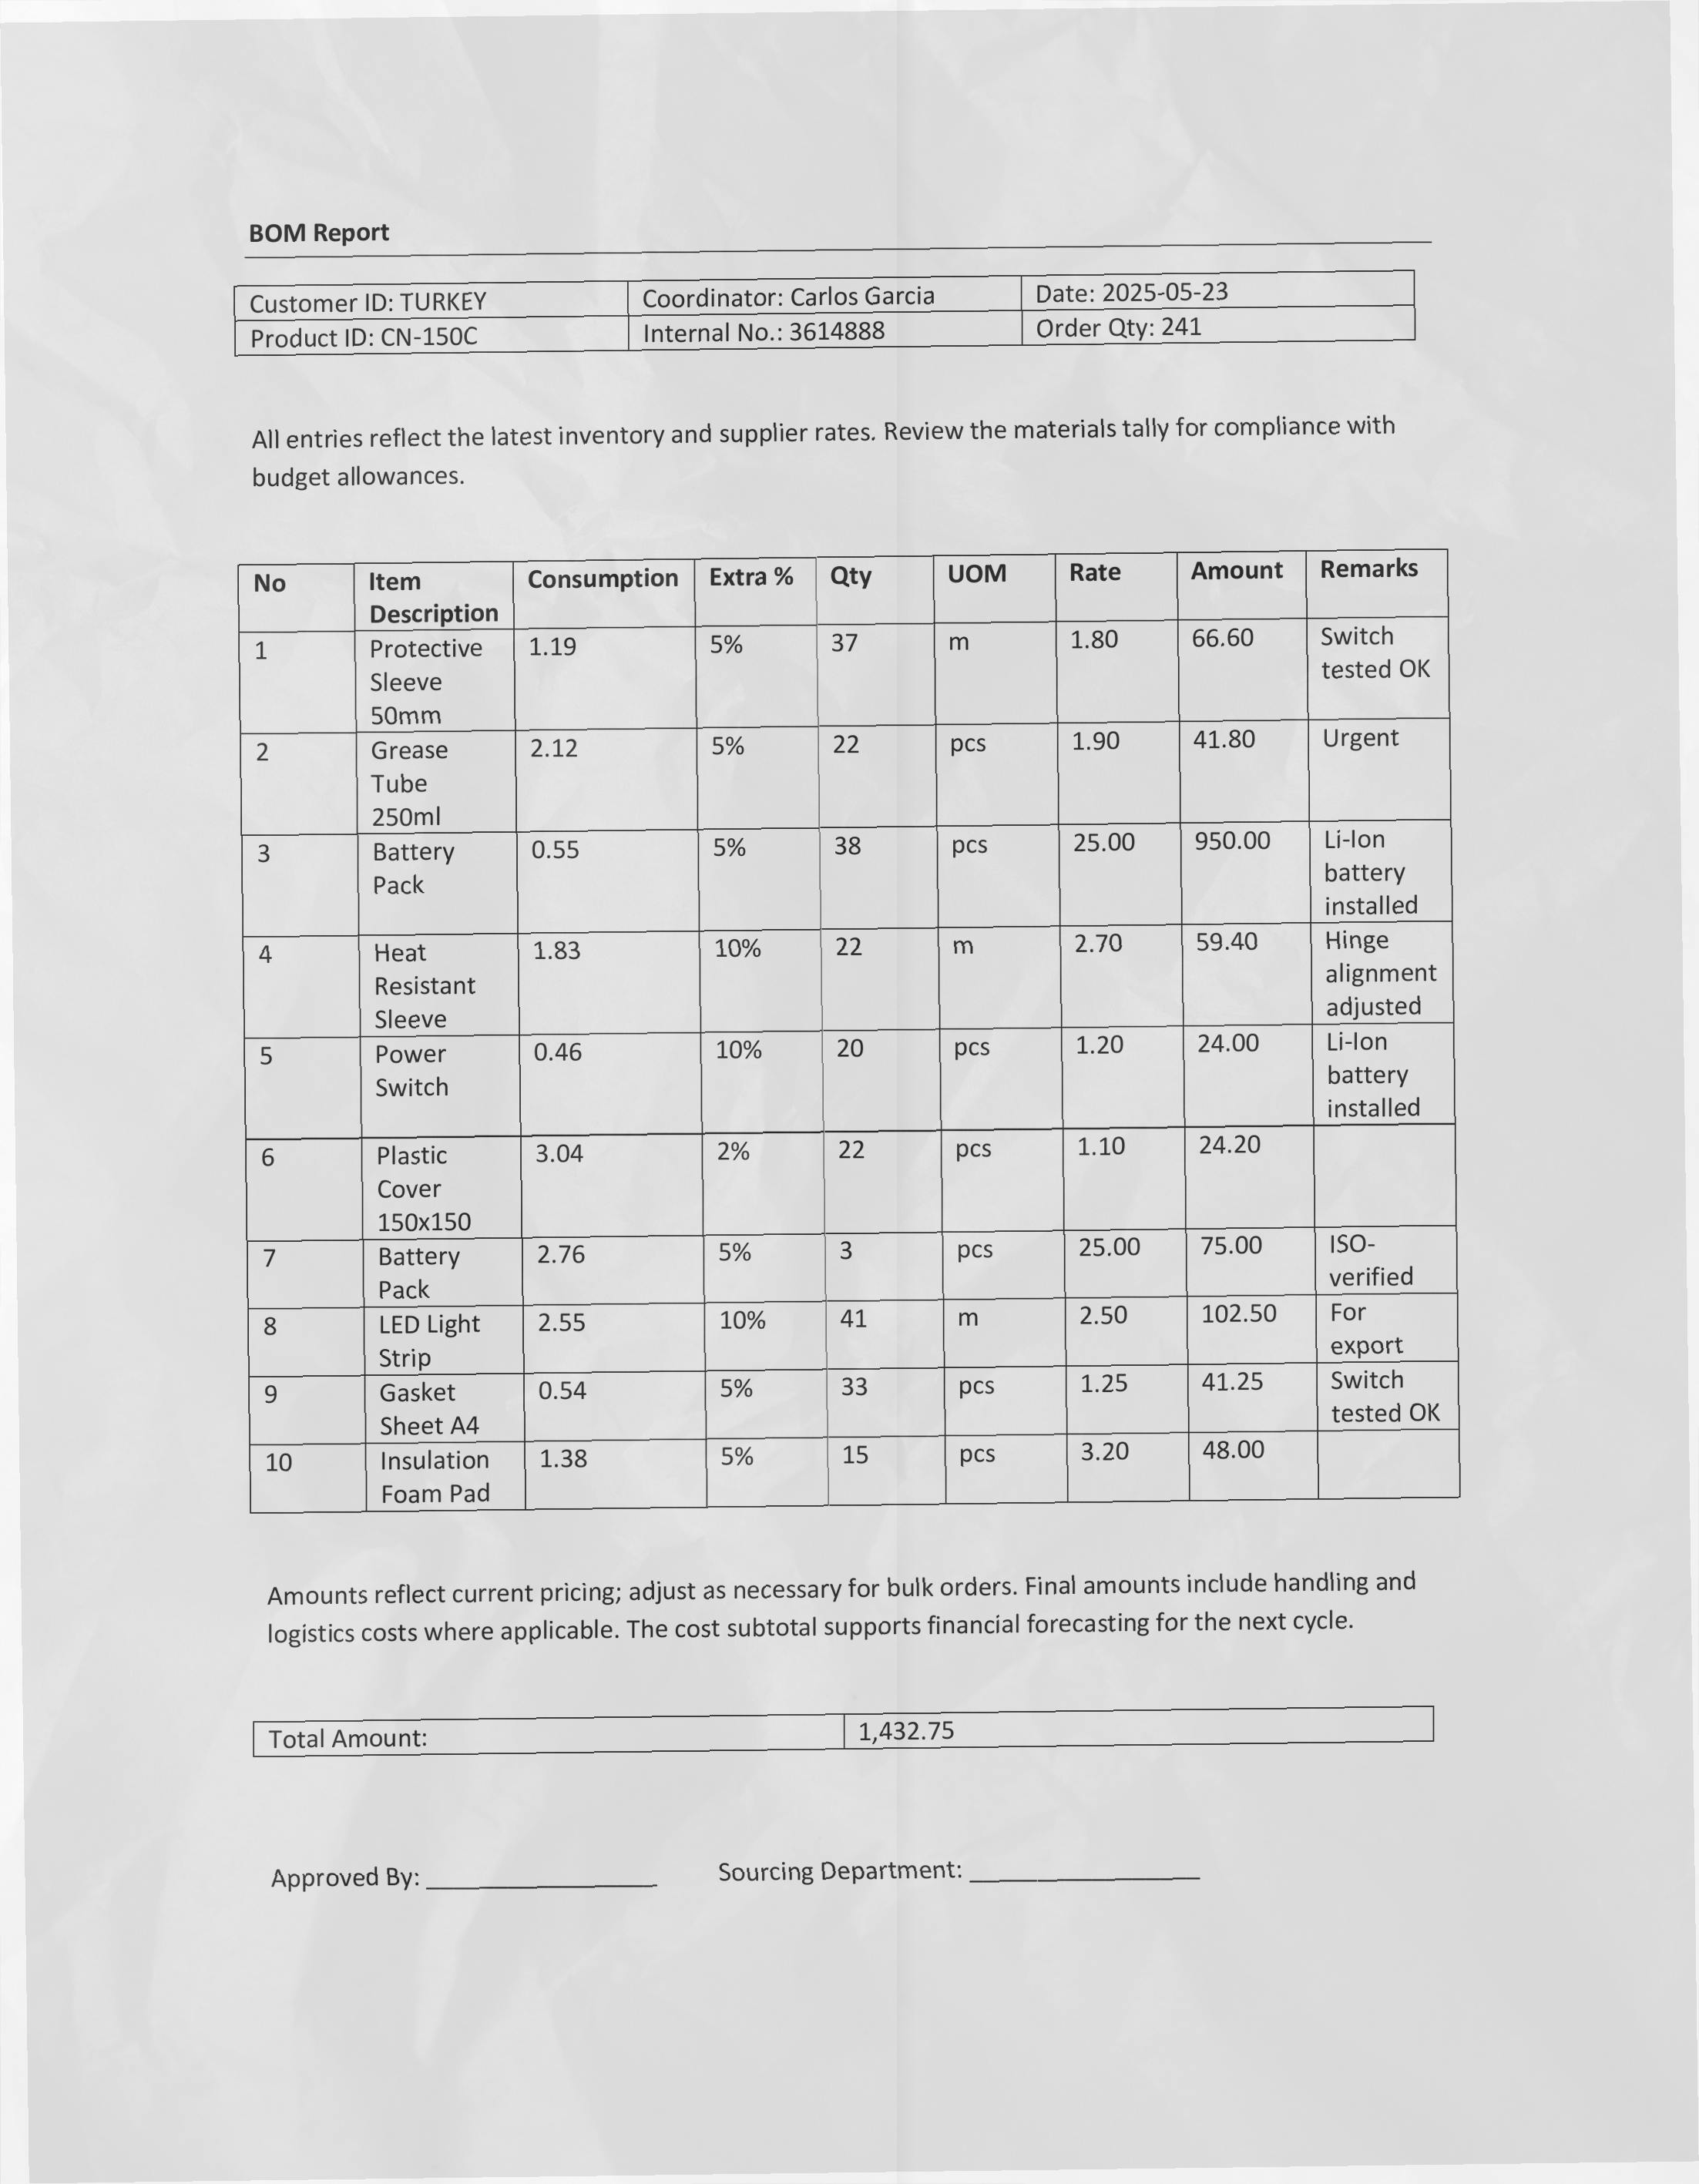 BOM Report
Customer ID: TURKEY Coordinator: Carlos Garcia Date: 2025-05-23
Product ID: CN-150C Internal No.: 3614888 Order Qty: 241
All entries reflect the latest inventory and supplier rates. Review the materials tally for compliance with
budget allowances.
No Item Description Consumption Extra % Qty UOM Rate Amount Remarks
1 Protective Sleeve 50mm 1.19 5% 37 m 1.80 66.60 Switch tested OK
2 Grease Tube 250ml 2.12 5% 22 pcs 1.90 41.80 Urgent
3 Battery Pack 0.55 5% 38 pcs 25.00 950.00 Li-Ion battery installed
4 Heat Resistant Sleeve 1.83 10% 22 m 2.70 59.40 Hinge alignment adjusted
5 Power Switch 0.46 10% 20 pcs 1.20 24.00 Li-Ion battery installed
6 Plastic Cover 150x150 3.04 2% 22 pcs 1.10 24.20
7 Battery Pack 2.76 5% 3 pcs 25.00 75.00 ISO-verified
8 LED Light Strip 2.55 10% 41 m 2.50 102.50 For export
9 Gasket Sheet A4 0.54 5% 33 pcs 1.25 41.25 Switch tested OK
10 Insulation Foam Pad 1.38 5% 15 pcs 3.20 48.00
Amounts reflect current pricing; adjust as necessary for bulk orders. Final amounts include handling and
logistics costs where applicable. The cost subtotal supports financial forecasting for the next cycle.
Total Amount: 1,432.75
Approved By: _________________ Sourcing Department: _________________